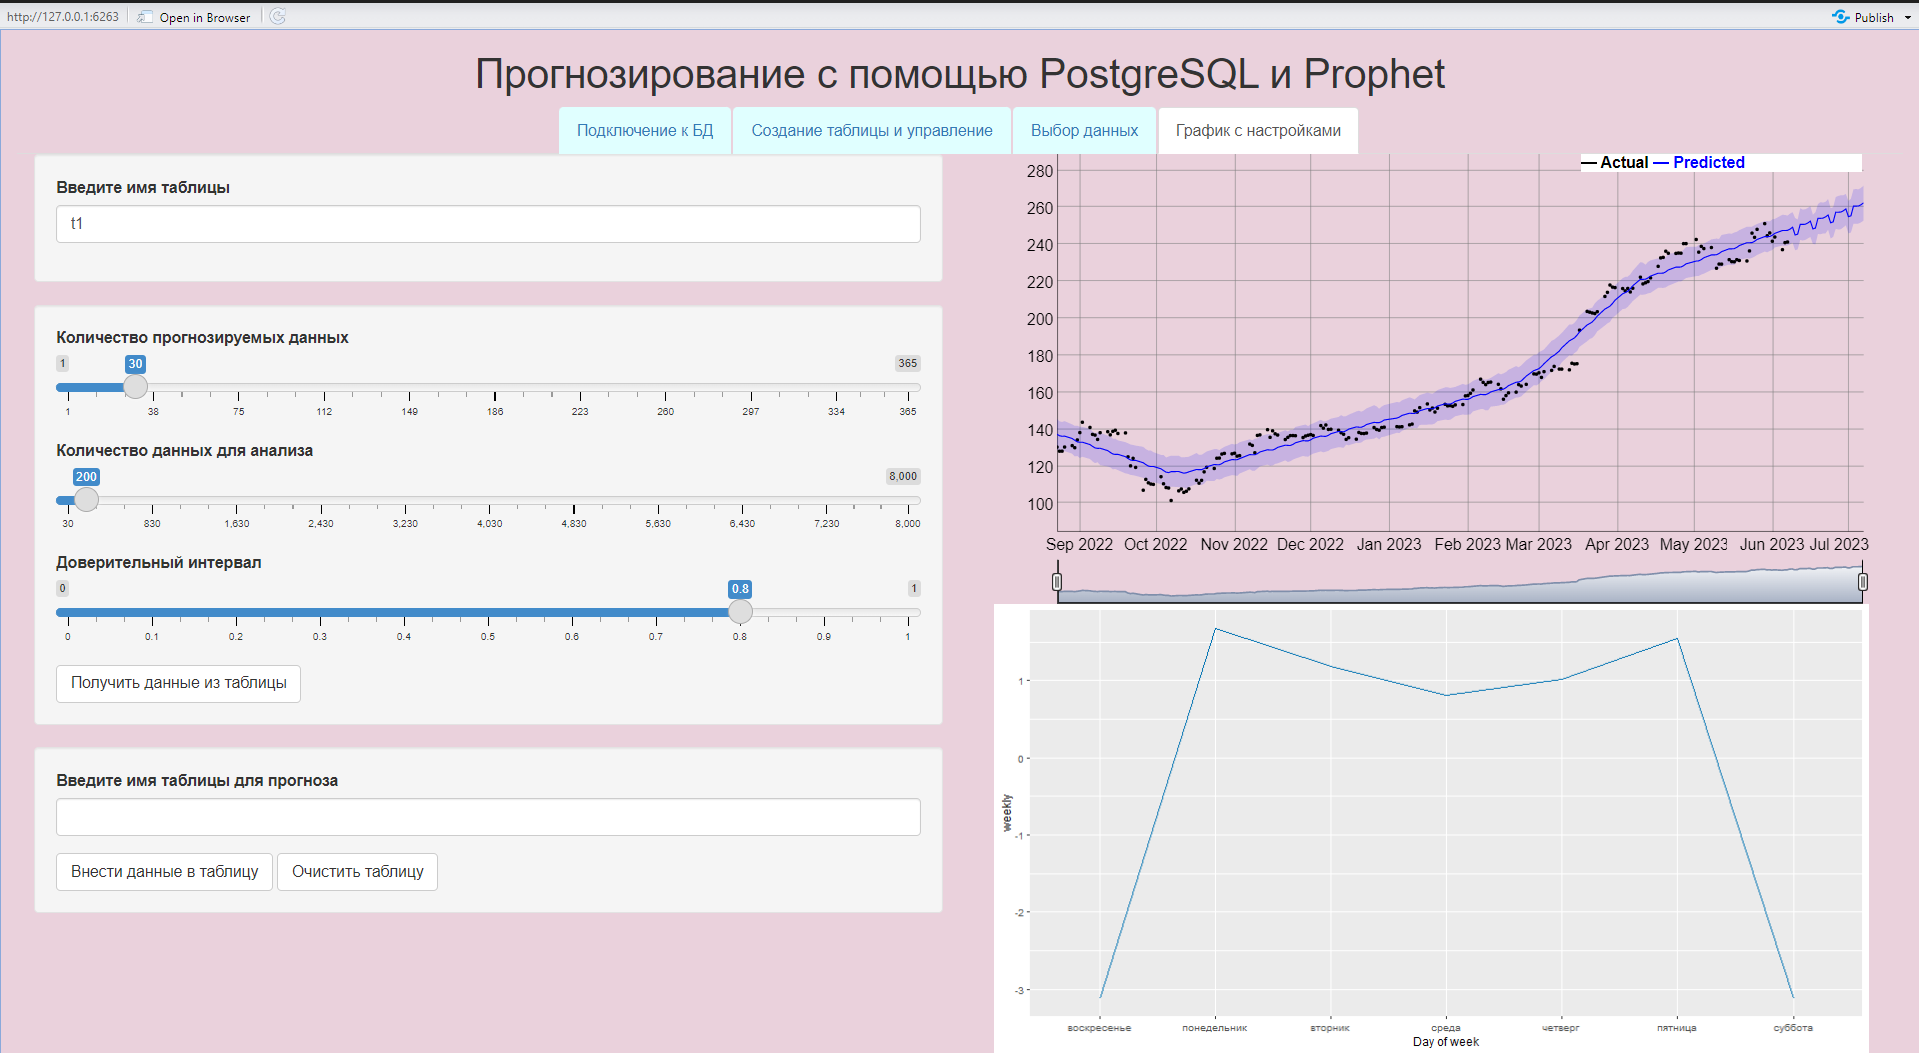 http://127.0.0.1:6263 Open in Browser Publish
Прогнозирование с помощью PostgreSQL и Prophet
Подключение к БД Создание таблицы и управление Выбор данных График с настройками
Введите имя таблицы
t1
Количество прогнозируемых данных
1 30 365
1 38 75 112 149 186 223 260 297 334 365
Количество данных для анализа
200 8,000
30 830 1,630 2,430 3,230 4,030 4,830 5,630 6,430 7,230 8,000
Доверительный интервал
0 0.8 1
0 0.1 0.2 0.3 0.4 0.5 0.6 0.7 0.8 0.9 1
Получить данные из таблицы
Введите имя таблицы для прогноза
Внести данные в таблицу Очистить таблицу
— Actual — Predicted
280
260
240
220
200
180
160
140
120
100
Sep 2022 Oct 2022 Nov 2022 Dec 2022 Jan 2023 Feb 2023 Mar 2023 Apr 2023 May 2023 Jun 2023 Jul 2023
weekly
1
0
-1
-2
-3
воскресенье понедельник вторник среда четверг пятница суббота
Day of week